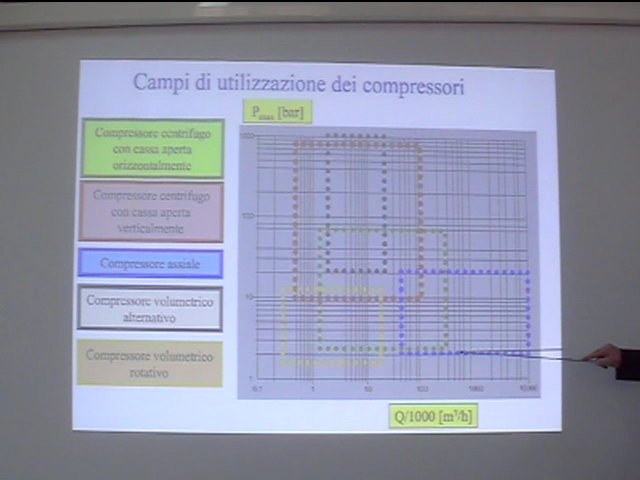 Campi di utilizzazione dei compressori
P max [bar]
Compressore centrifugo
con cassa aperta
orizzontalmente
Compressore centrifugo
con cassa aperta
verticalmente
Compressore assiale
Compressore volumetrico
alternativo
Compressore volumetrico
rotativo
1000
100
10
1
0.1 1 10 100 1000 10000
Q/1000 [m³/h]